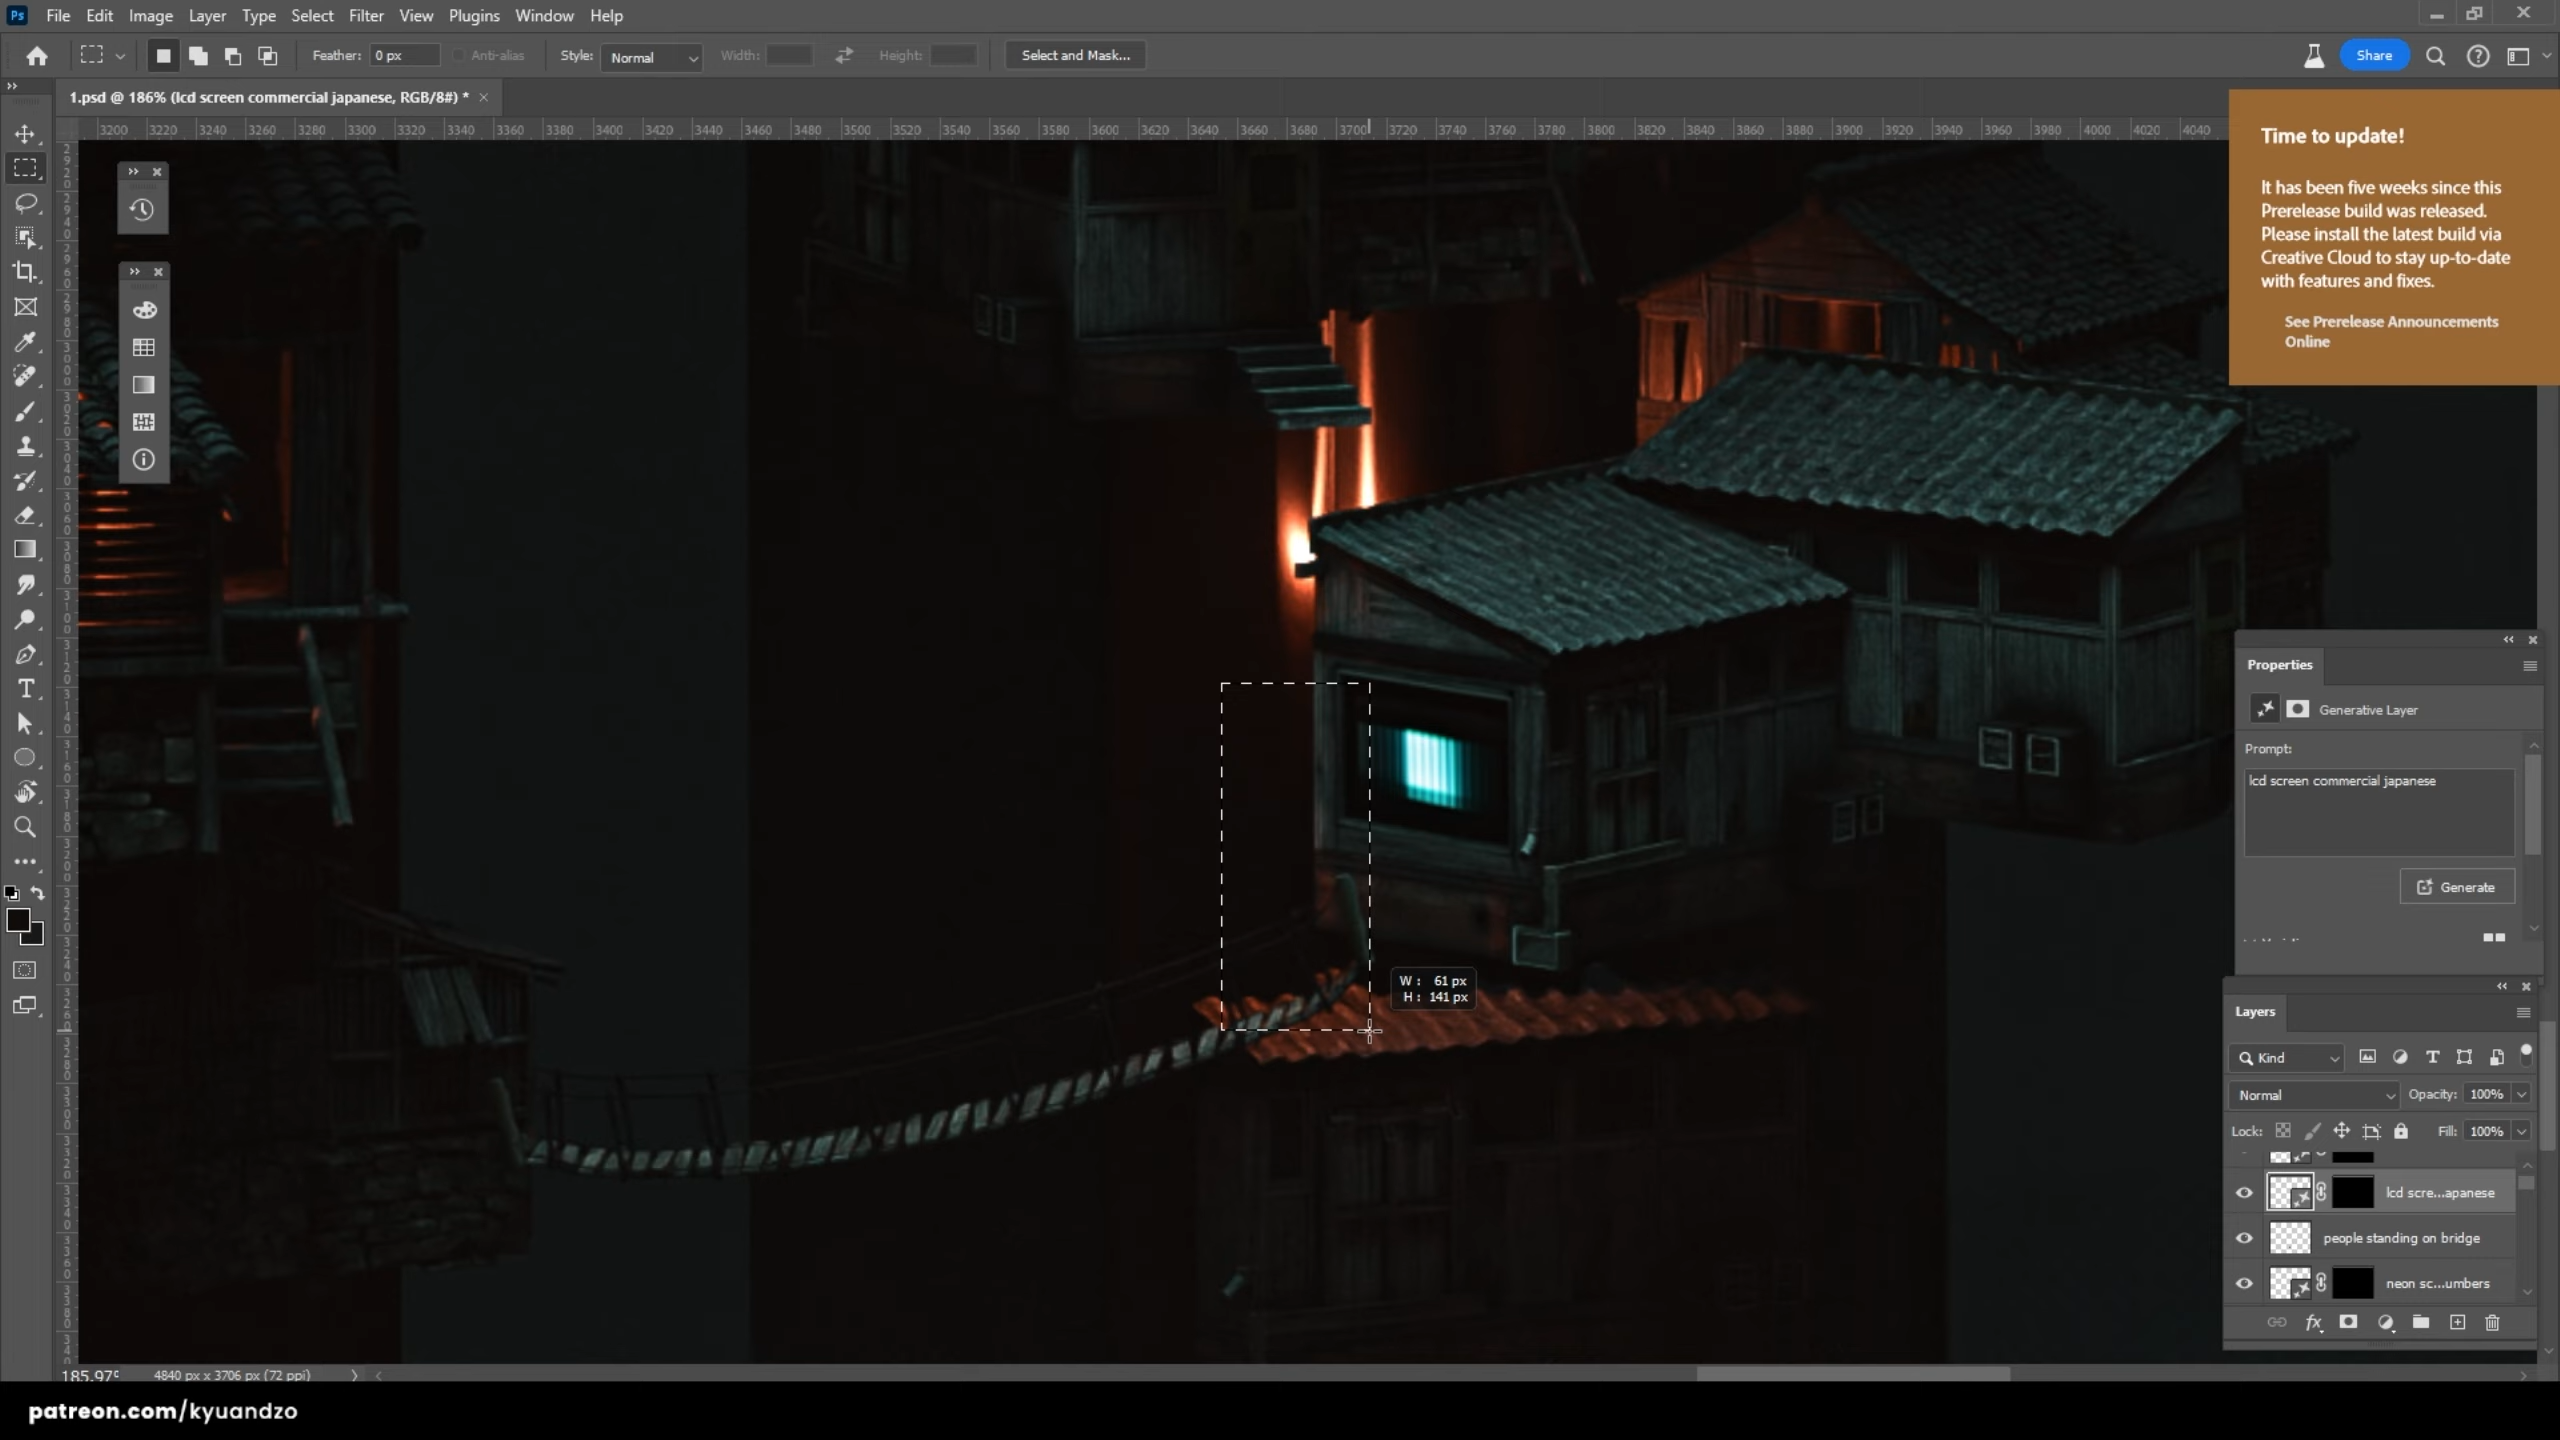 Ps File Edit Image Layer Type Select Filter View Plugins Window Help
Feather: 0 px Anti-alias Style: Normal Width: Height: Select and Mask... Share
1.psd @ 186% (lcd screen commercial japanese, RGB/8#) *
3200 3220 3240 3260 3280 3300 3320 3340 3360 3380 3400 3420 3440 3460 3480 3500 3520 3540 3560 3580 3600 3620 3640 3660 3680 3700 3720 3740 3760 3780 3800 3820 3840 3860 3880 3900 3920 3940 3960 3980 4000 4020 4040
Time to update!
It has been five weeks since this
Prerelease build was released.
Please install the latest build via
Creative Cloud to stay up-to-date
with features and fixes.
See Prerelease Announcements
Online
Properties
Generative Layer
Prompt:
lcd screen commercial japanese
Generate
W: 61 px
H: 141 px
Layers
Kind
Normal Opacity: 100%
Lock: Fill: 100%
lcd scre...apanese
people standing on bridge
neon sc...umbers
4840 px x 3706 px (72 ppi)
patreon.com/kyuandzo